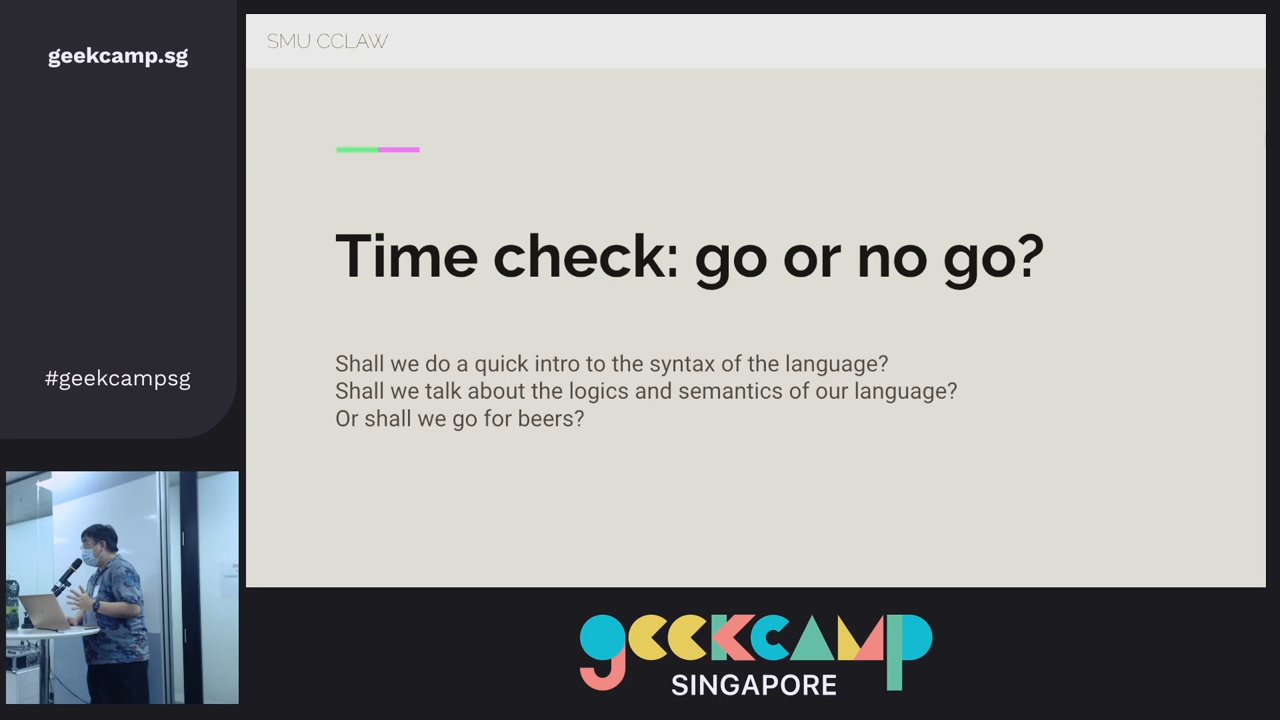 geekcamp.sg
#geekcampsg
SMU CCLAW
Time check: go or no go?
Shall we do a quick intro to the syntax of the language?
Shall we talk about the logics and semantics of our language?
Or shall we go for beers?
geekcamp
SINGAPORE